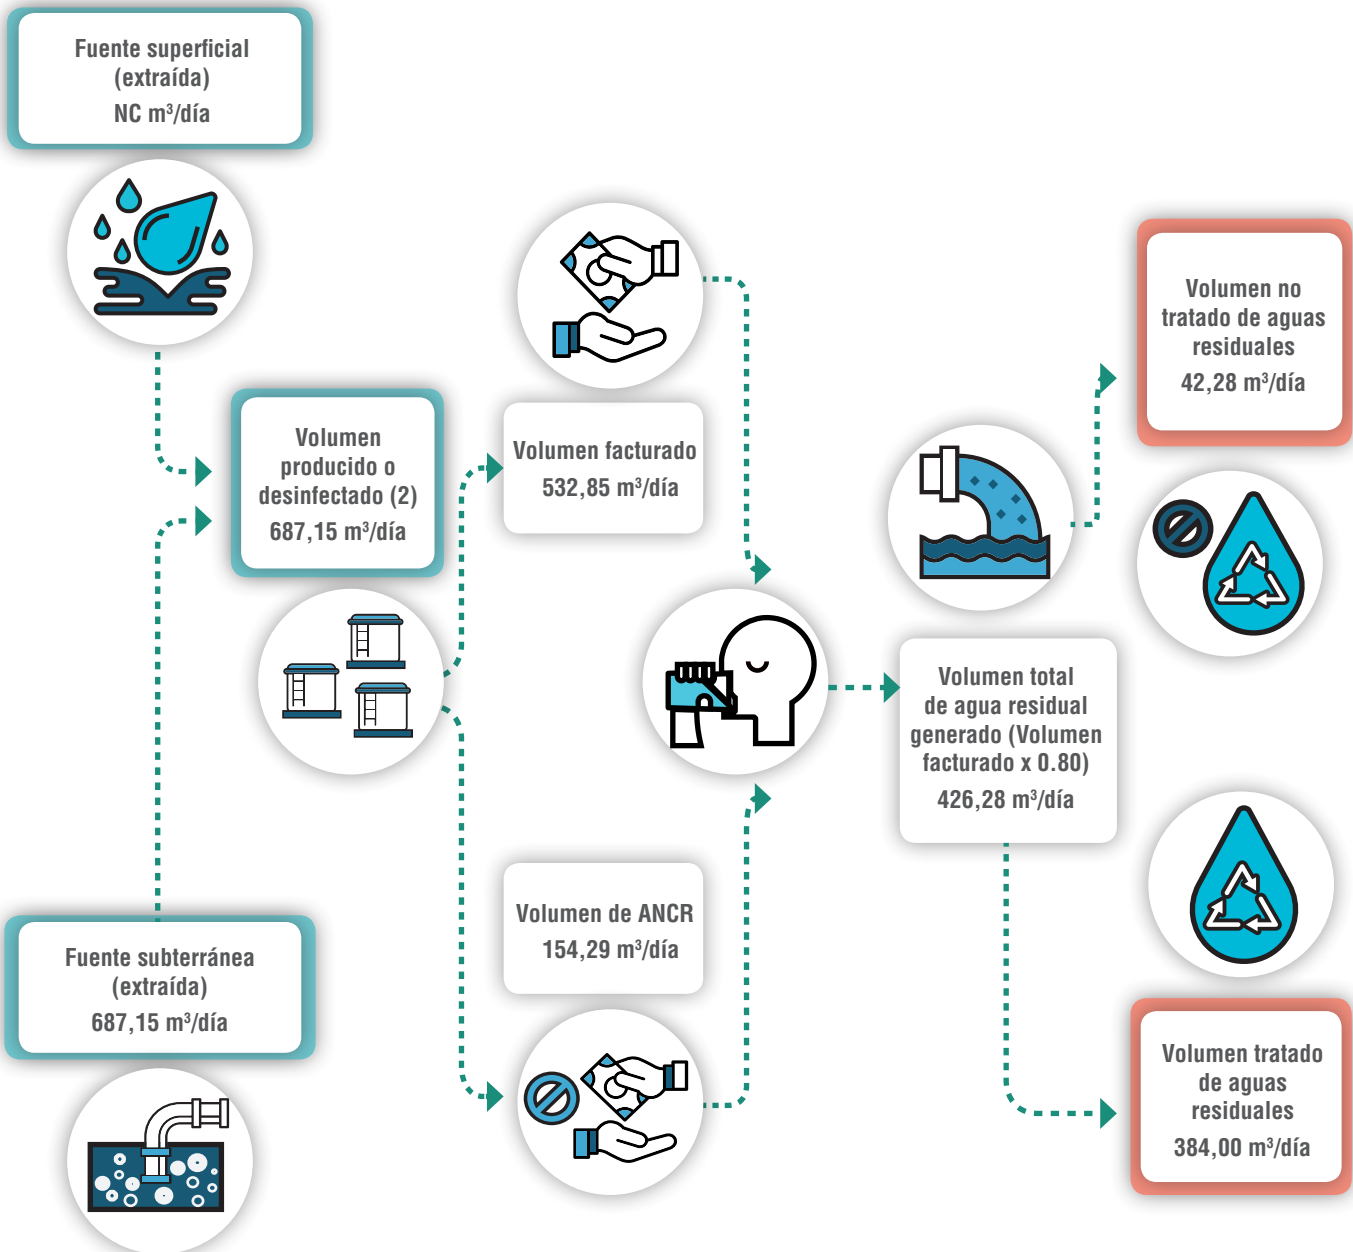 Fuente superficial
(extraída)
NC m³/día
Volumen
producido o
desinfectado (2)
687,15 m³/día
Fuente subterránea
(extraída)
687,15 m³/día
Volumen facturado
532,85 m³/día
Volumen de ANCR
154,29 m³/día
Volumen total
de agua residual
generado (Volumen
facturado x 0.80)
426,28 m³/día
Volumen no
tratado de aguas
residuales
42,28 m³/día
Volumen tratado
de aguas
residuales
384,00 m³/día